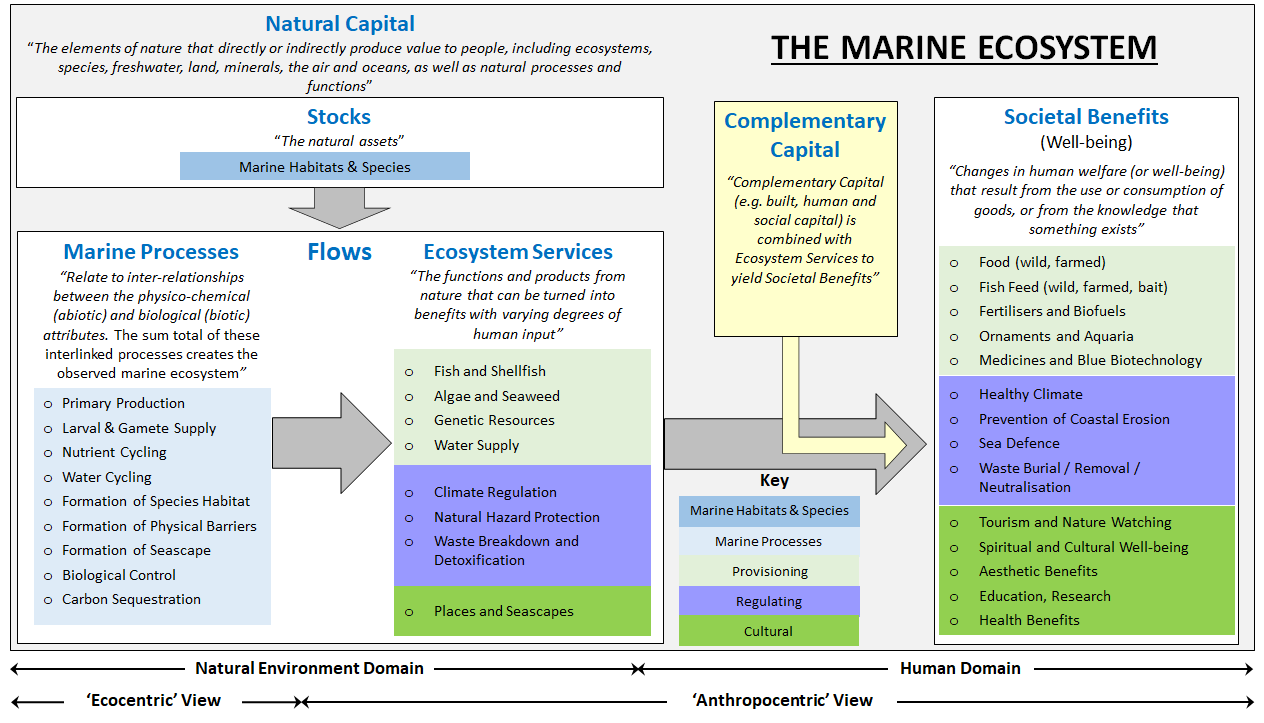 Natural Capital
“The elements of nature that directly or indirectly produce value to people, including ecosystems,
species, freshwater, land, minerals, the air and oceans, as well as natural processes and
functions”
THE MARINE ECOSYSTEM
Stocks
“The natural assets”
Marine Habitats & Species
Marine Processes
“Relate to inter-relationships
between the physico-chemical
(abiotic) and biological (biotic)
attributes. The sum total of these
interlinked processes creates the
observed marine ecosystem”
o Primary Production
o Larval & Gamete Supply
o Nutrient Cycling
o Water Cycling
o Formation of Species Habitat
o Formation of Physical Barriers
o Formation of Seascape
o Biological Control
o Carbon Sequestration
Flows
Ecosystem Services
“The functions and products from
nature that can be turned into
benefits with varying degrees of
human input”
o Fish and Shellfish
o Algae and Seaweed
o Genetic Resources
o Water Supply
o Climate Regulation
o Natural Hazard Protection
o Waste Breakdown and
Detoxification
o Places and Seascapes
Complementary
Capital
“Complementary Capital
(e.g. built, human and
social capital) is
combined with
Ecosystem Services to
yield Societal Benefits”
Key
Marine Habitats & Species
Marine Processes
Provisioning
Regulating
Cultural
Societal Benefits
(Well-being)
“Changes in human welfare (or well-being)
that result from the use or consumption of
goods, or from the knowledge that
something exists”
o Food (wild, farmed)
o Fish Feed (wild, farmed, bait)
o Fertilisers and Biofuels
o Ornaments and Aquaria
o Medicines and Blue Biotechnology
o Healthy Climate
o Prevention of Coastal Erosion
o Sea Defence
o Waste Burial / Removal /
Neutralisation
o Tourism and Nature Watching
o Spiritual and Cultural Well-being
o Aesthetic Benefits
o Education, Research
o Health Benefits
Natural Environment Domain
Human Domain
‘Ecocentric’ View
‘Anthropocentric’ View